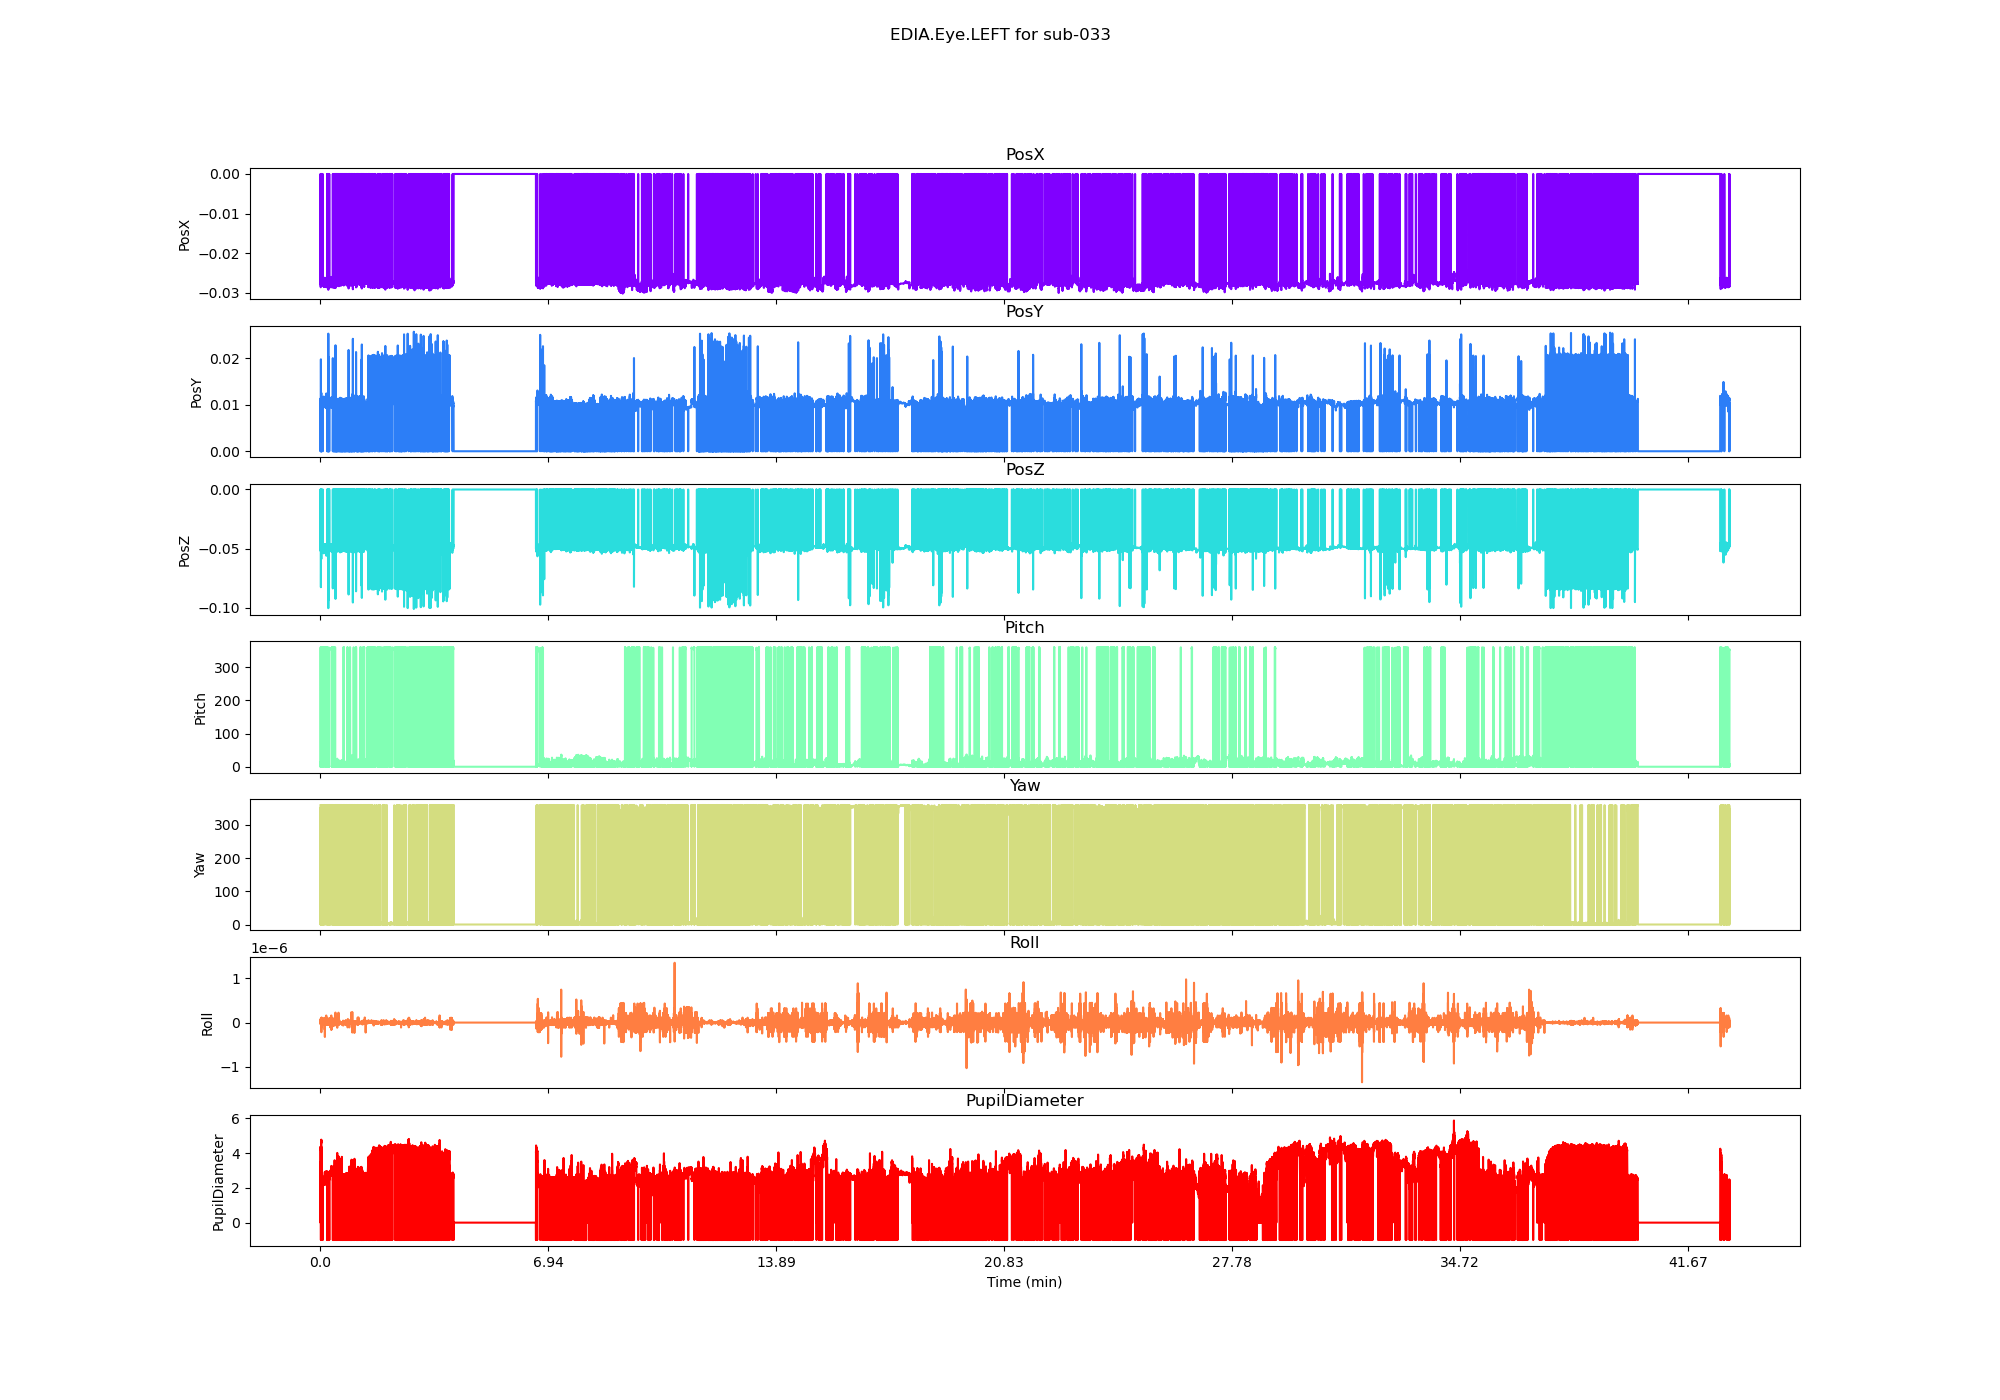 EDIA.Eye.LEFT for sub-033
PosX
0.00
−0.01
−0.02
−0.03
PosX
PosY
0.02
0.01
0.00
PosY
PosZ
0.00
−0.05
−0.10
PosZ
Pitch
300
200
100
0
Pitch
Yaw
300
200
100
0
Yaw
1e−6
Roll
1
0
−1
Roll
PupilDiameter
6
4
2
0
PupilDiameter
0.0 6.94 13.89 20.83 27.78 34.72 41.67
Time (min)